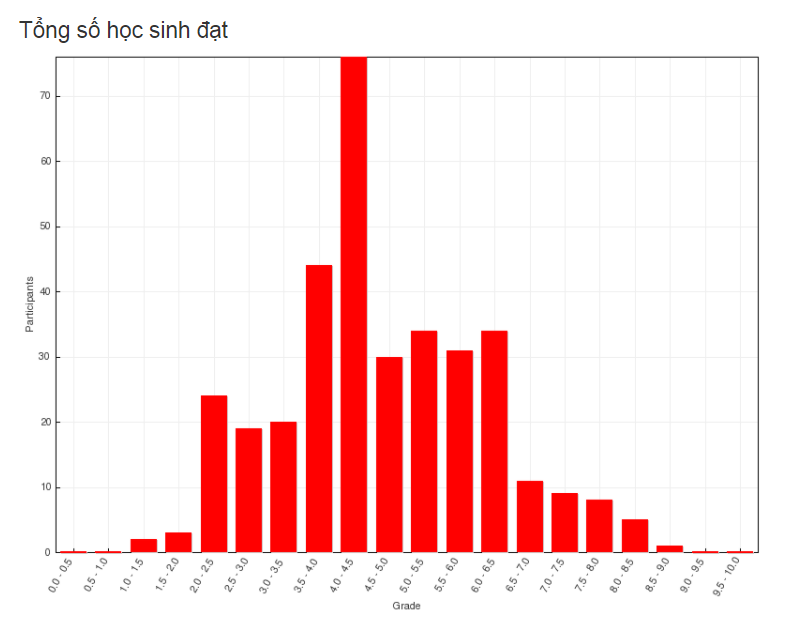 Tổng số học sinh đạt
70
60
50
40
30
20
10
0
Participants
0.0 - 0.5
0.5 - 1.0
1.0 - 1.5
1.5 - 2.0
2.0 - 2.5
2.5 - 3.0
3.0 - 3.5
3.5 - 4.0
4.0 - 4.5
4.5 - 5.0
5.0 - 5.5
5.5 - 6.0
6.0 - 6.5
6.5 - 7.0
7.0 - 7.5
7.5 - 8.0
8.0 - 8.5
8.5 - 9.0
9.0 - 9.5
9.5 - 10.0
Grade